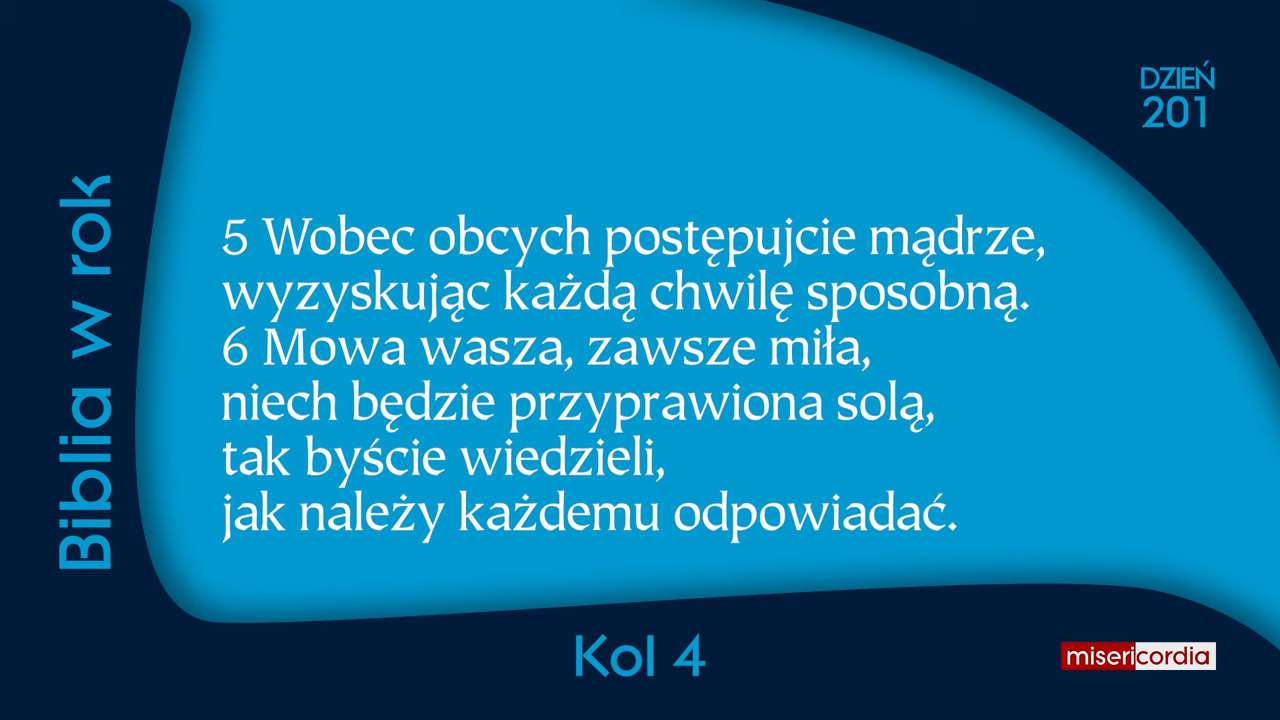 DZIEŃ
201
Biblia w rok
5 Wobec obcych postępujcie mądrze,
wyzyskując każdą chwilę sposobną.
6 Mowa wasza, zawsze miła,
niech będzie przyprawiona solą,
tak byście wiedzieli,
jak należy każdemu odpowiadać.
Kol 4
misericordia